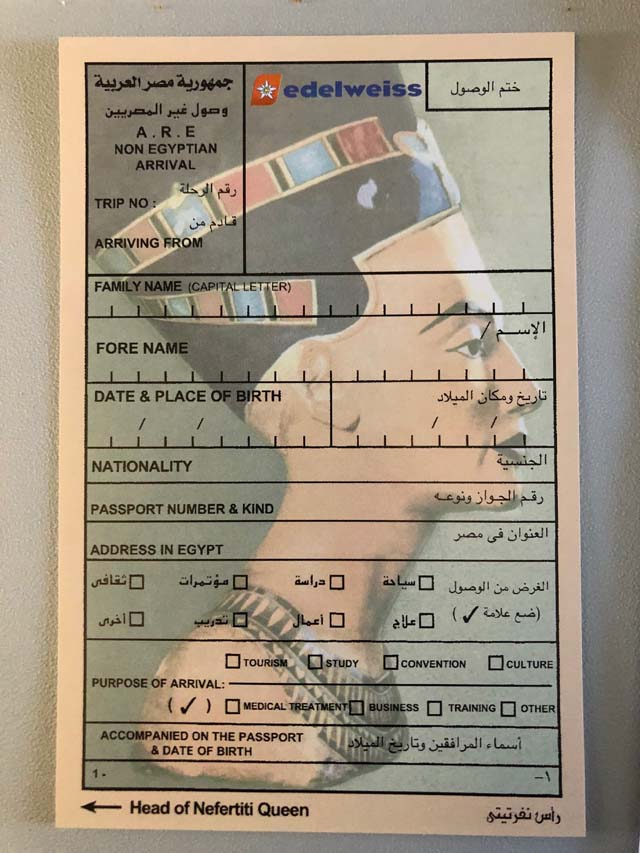 جمهورية مصر العربية
وصول غير المصريين
A . R . E
NON EGYPTIAN
ARRIVAL
رقم الرحلة
TRIP NO :
قادم من
ARRIVING FROM
edelweiss
ختم الوصول
FAMILY NAME (CAPITAL LETTER)
الإسم /
FORE NAME
DATE & PLACE OF BIRTH تاريخ ومكان الميلاد
/ / / /
NATIONALITY الجنسية
PASSPORT NUMBER & KIND رقم الجواز ونوعه
ADDRESS IN EGYPT العنوان فى مصر
الغرض من الوصول سياحة دراسة مؤتمرات ثقافى
(ضع علامة ✓) علاج أعمال تدريب أخرى
TOURISM STUDY CONVENTION CULTURE
PURPOSE OF ARRIVAL:
(✓) MEDICAL TREATMENT BUSINESS TRAINING OTHER
ACCOMPANIED ON THE PASSPORT أسماء المرافقين وتاريخ الميلاد
& DATE OF BIRTH
1 - ١–
← Head of Nefertiti Queen رأس نفرتيتى